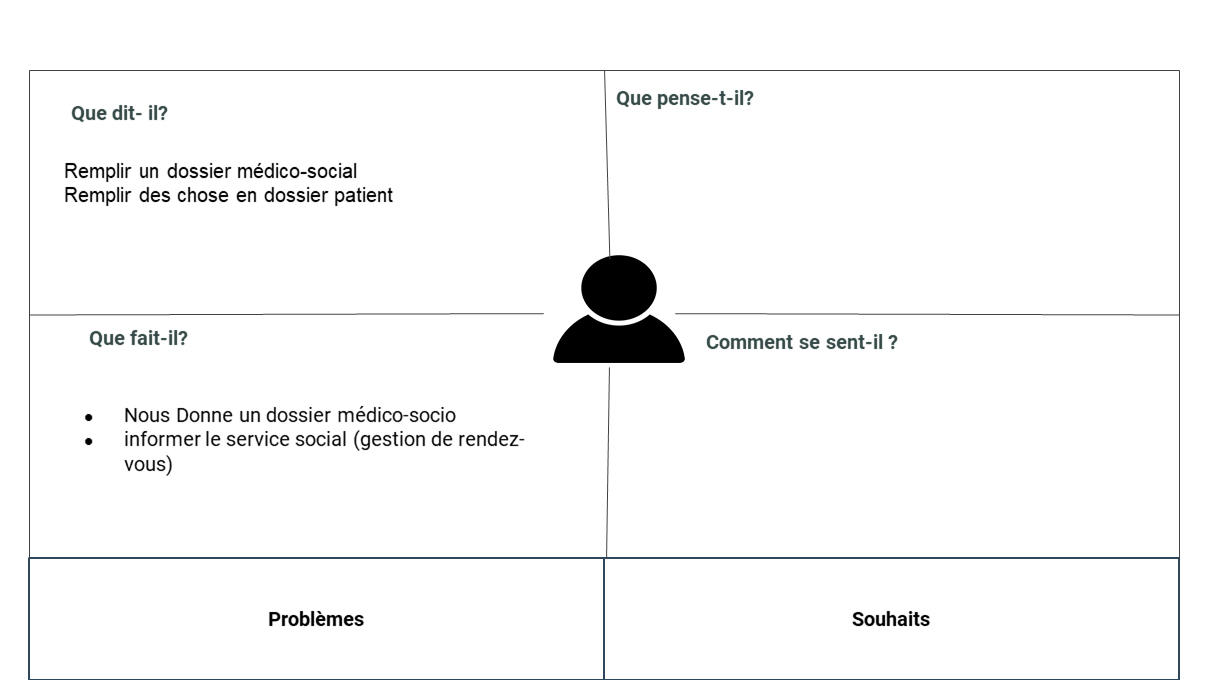 Que dit- il?
Remplir un dossier médico-social
Remplir des chose en dossier patient
Que pense-t-il?
Que fait-il?
● Nous Donne un dossier médico-socio
● informer le service social (gestion de rendez-
vous)
Comment se sent-il ?
Problèmes
Souhaits